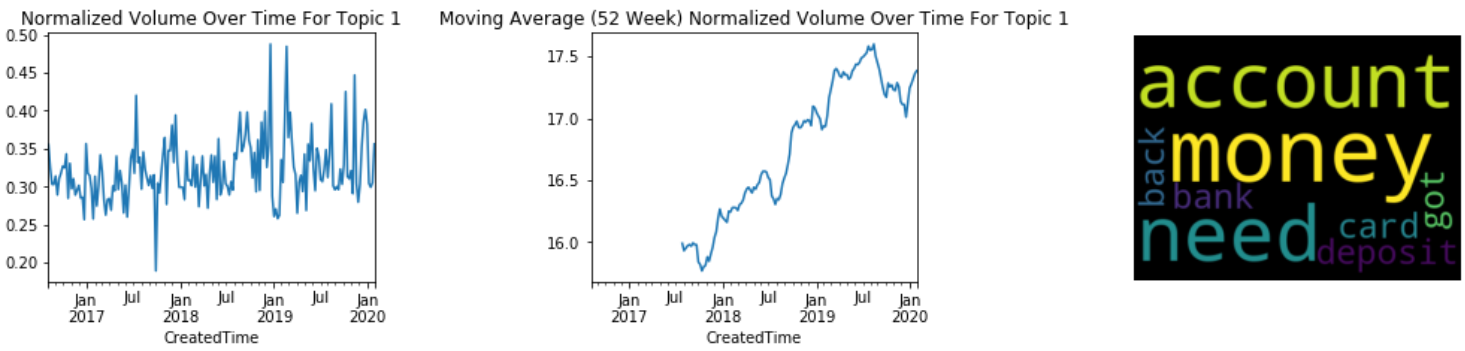 Normalized Volume Over Time For Topic 1
0.50
0.45
0.40
0.35
0.30
0.25
0.20
Jan
2017
Jul
Jan
2018
Jul
Jan
2019
Jul
Jan
2020
CreatedTime
Moving Average (52 Week) Normalized Volume Over Time For Topic 1
17.5
17.0
16.5
16.0
Jan
2017
Jul
Jan
2018
Jul
Jan
2019
Jul
Jan
2020
CreatedTime
account
money
back
bank
need
card
got
deposit